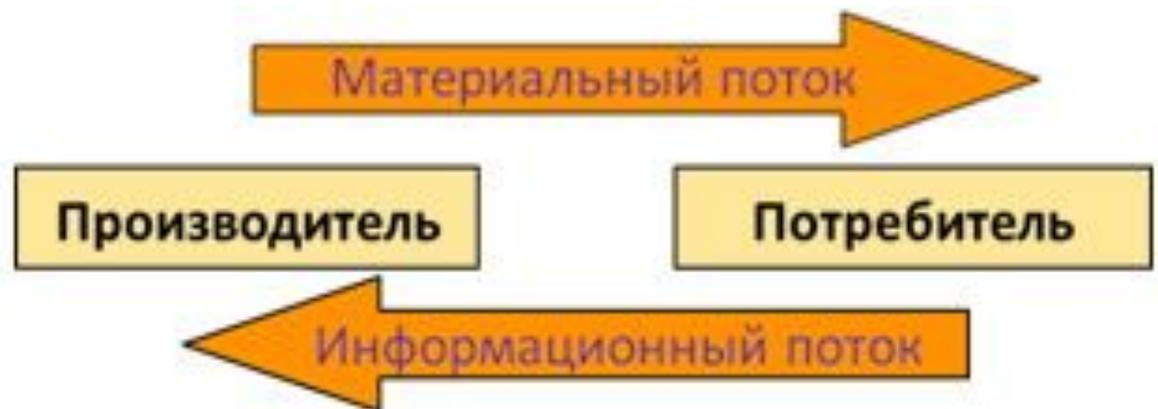 Материальный поток
Производитель
Потребитель
Информационный поток